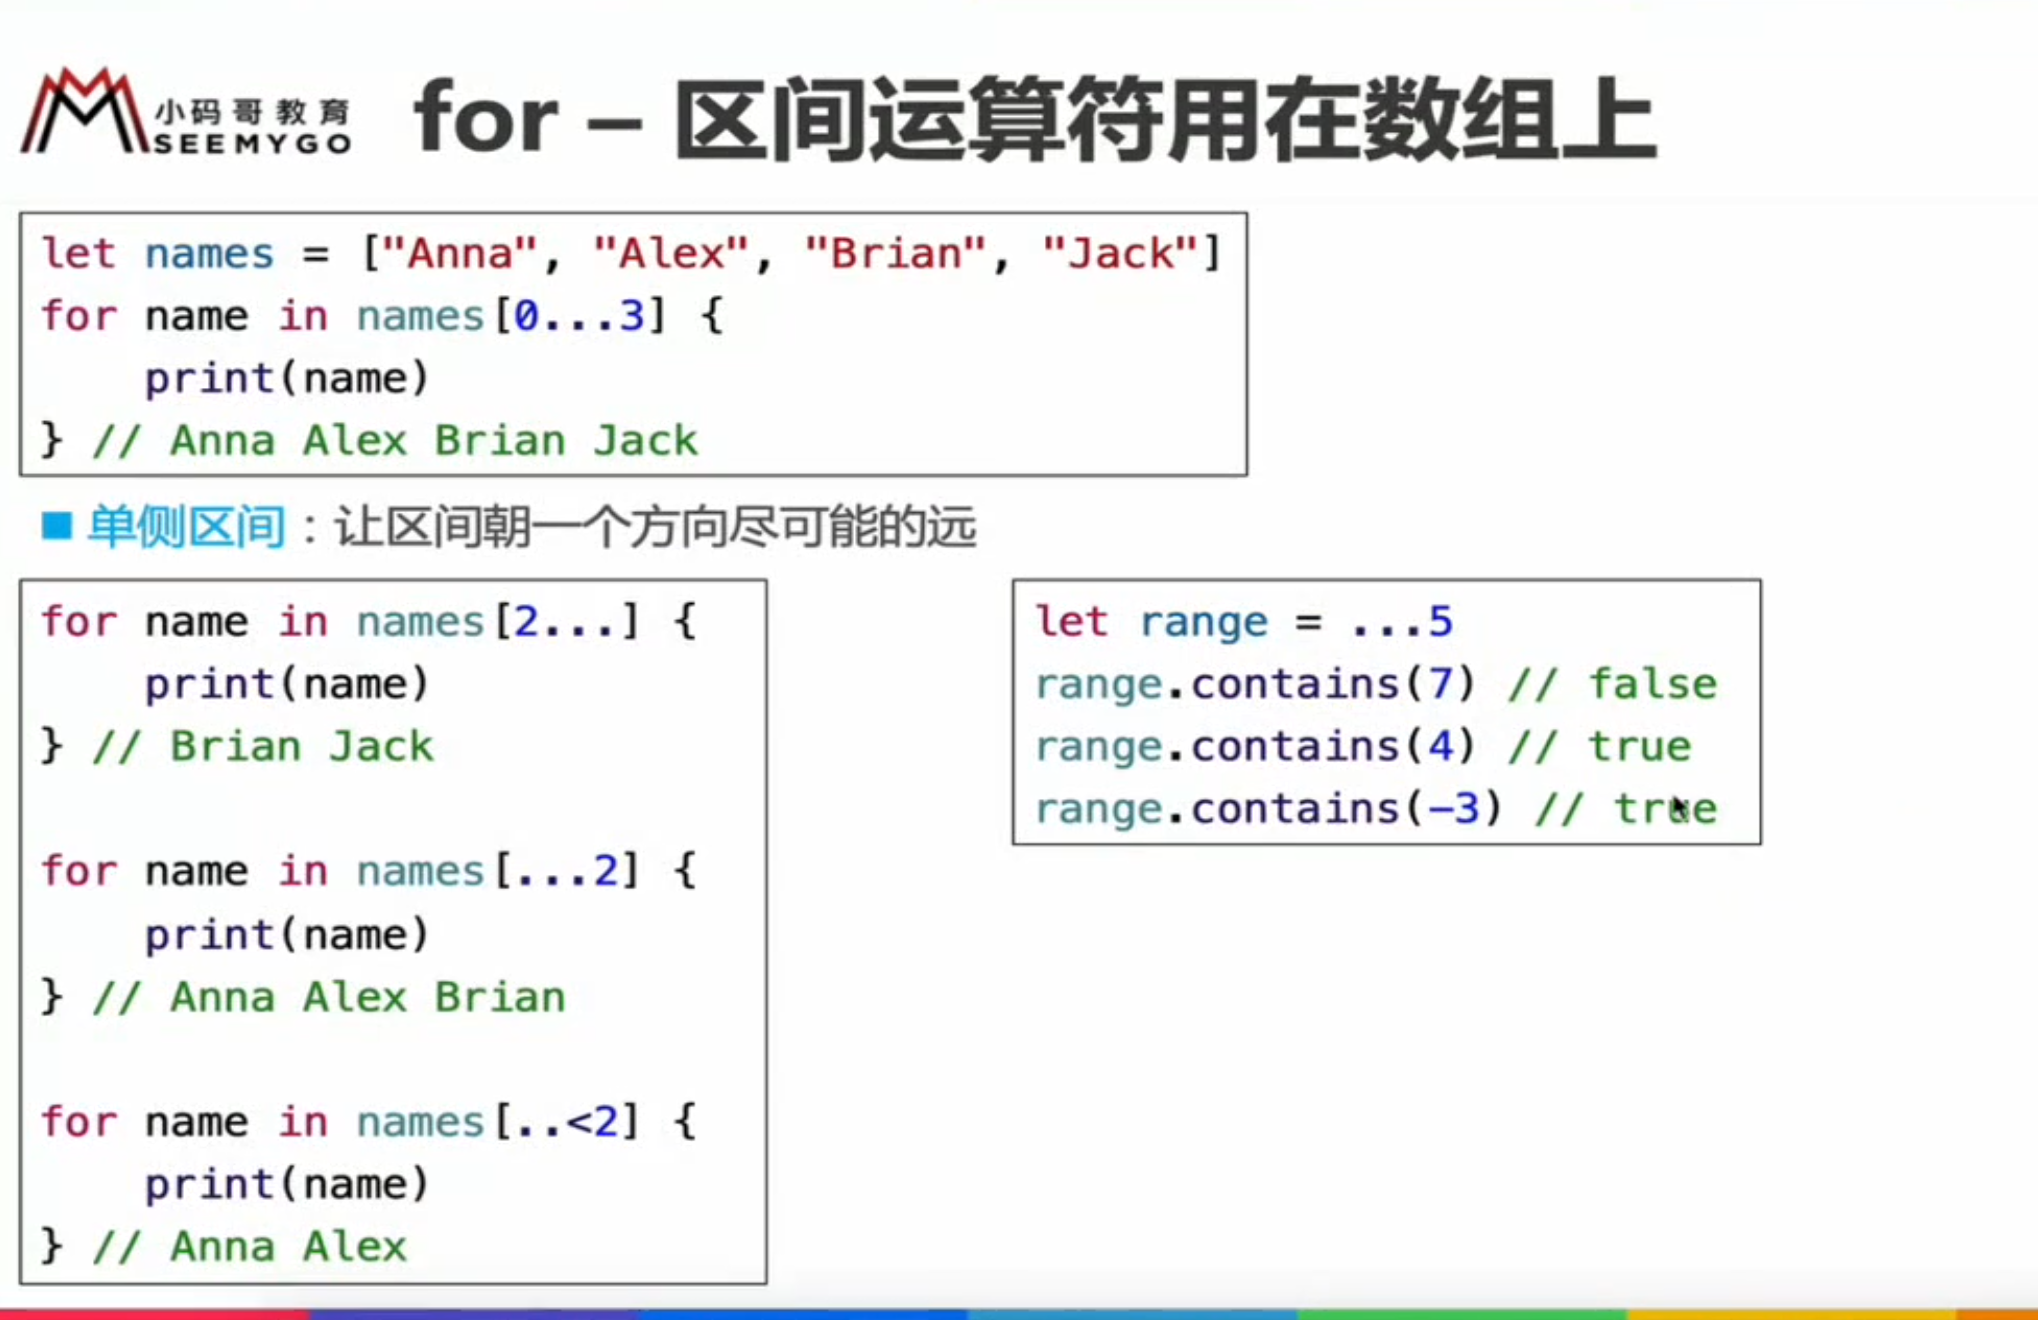 小码哥教育
SEEMYGO
for – 区间运算符用在数组上
let names = ["Anna", "Alex", "Brian", "Jack"]
for name in names[0...3] {
    print(name)
} // Anna Alex Brian Jack
■ 单侧区间：让区间朝一个方向尽可能的远
for name in names[2...] {
    print(name)
} // Brian Jack
for name in names[...2] {
    print(name)
} // Anna Alex Brian
for name in names[..<2] {
    print(name)
} // Anna Alex
let range = ...5
range.contains(7) // false
range.contains(4) // true
range.contains(-3) // true